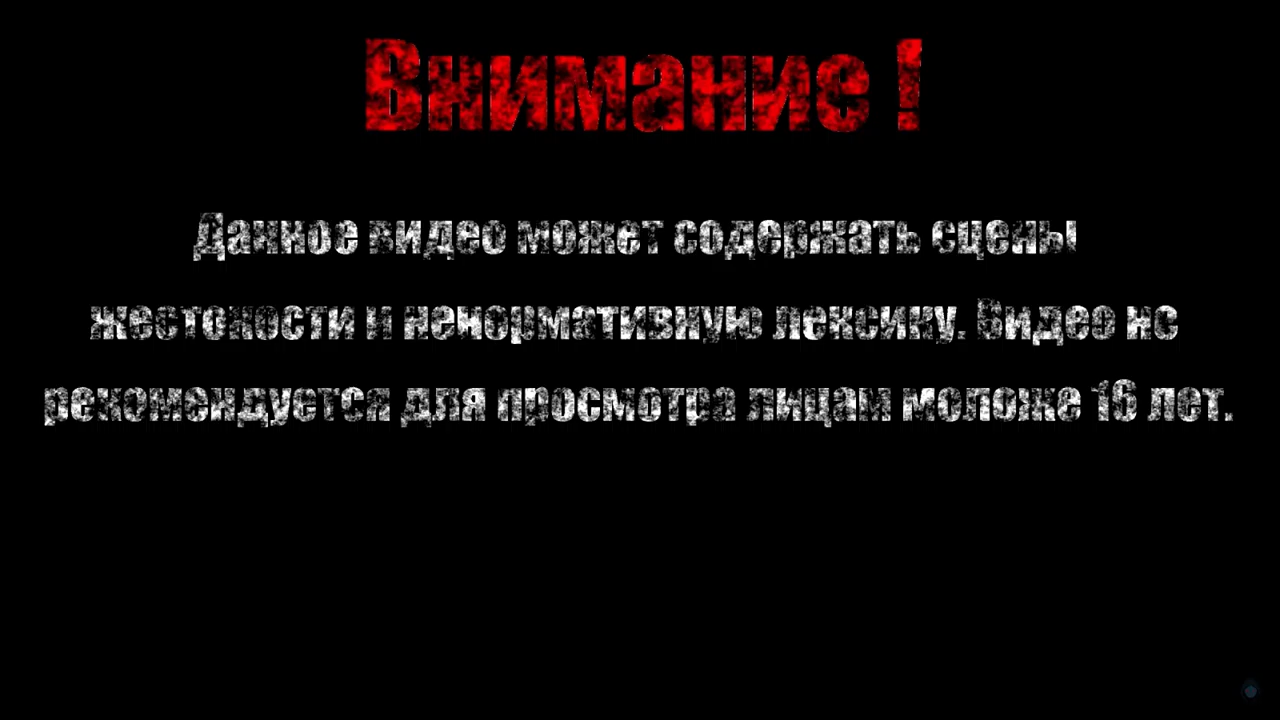 Внимание !
Данное видео может содержать сцены
жестокости и ненормативную лексику. Видео не
рекомендуется для просмотра лицам моложе 16 лет.